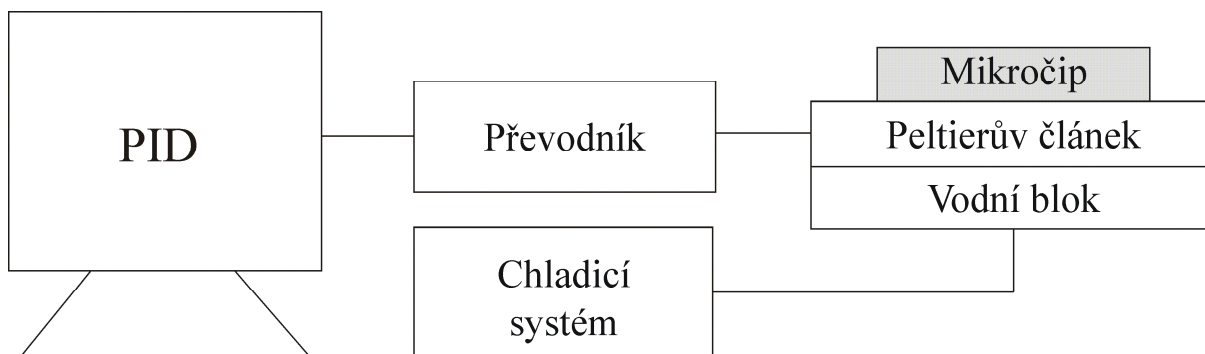 PID
Převodník
Mikročip
Peltierův článek
Vodní blok
Chladicí
systém